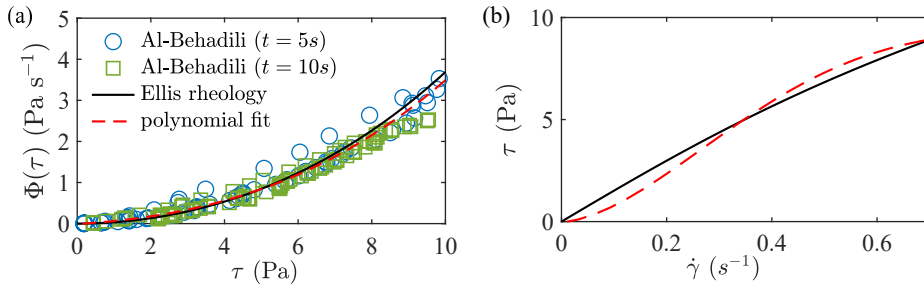 (a)
Φ(τ) (Pa s⁻¹)
5
4
3
2
1
0
Al-Behadili (t = 5s)
Al-Behadili (t = 10s)
Ellis rheology
polynomial fit
0 2 4 6 8 10
τ (Pa)
(b)
τ (Pa)
10
5
0
0 0.2 0.4 0.6
γ̇ (s⁻¹)